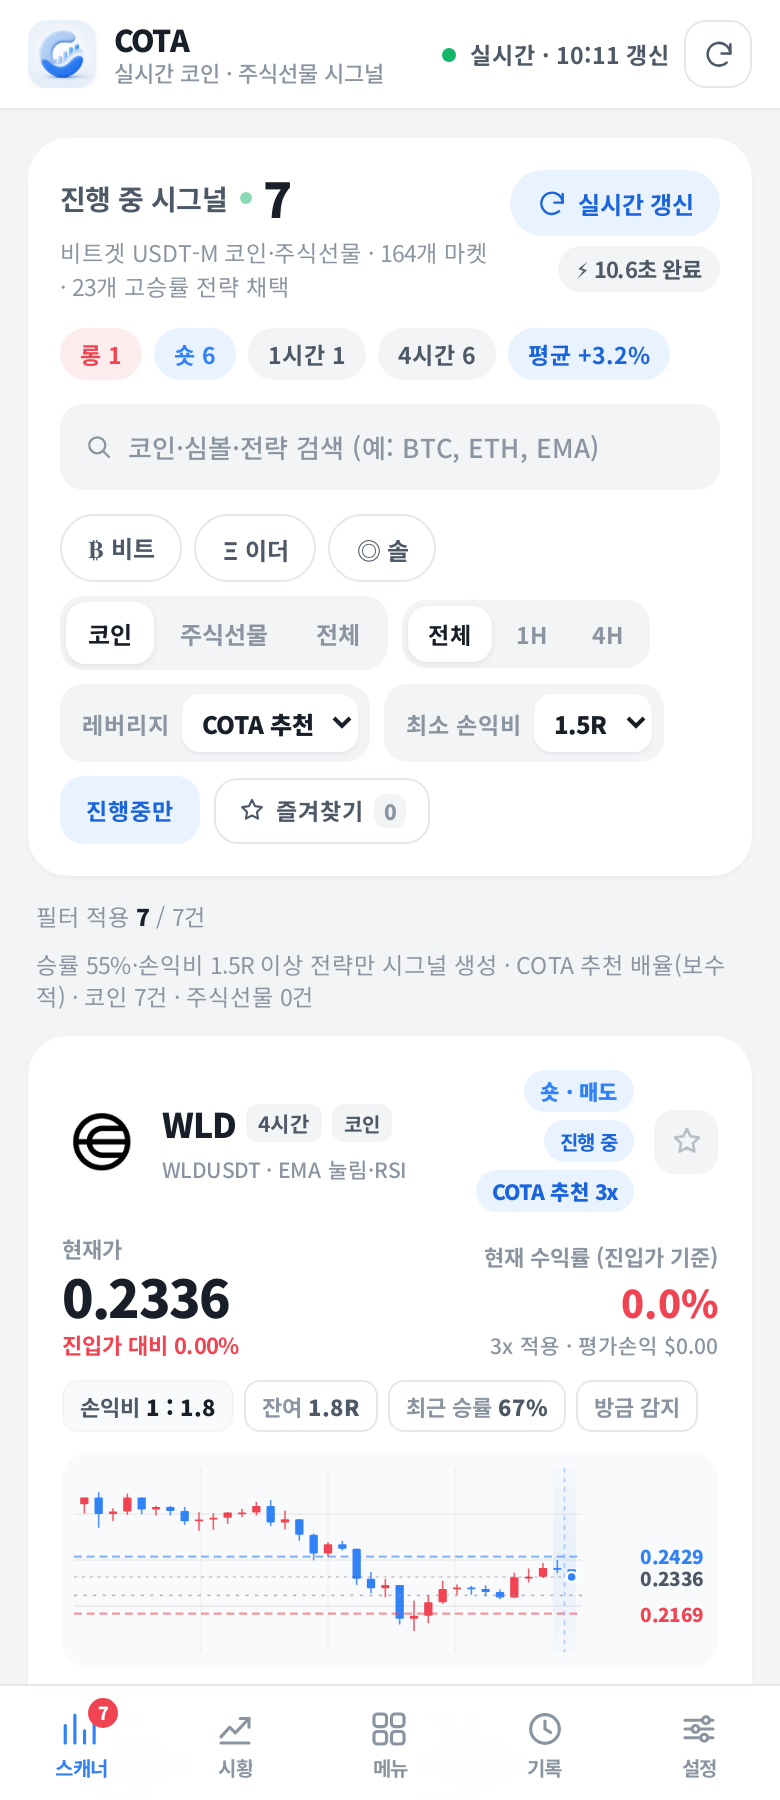 COTA
실시간 코인 · 주식선물 시그널
실시간 · 10:11 갱신
진행 중 시그널 7
실시간 갱신
비트겟 USDT-M 코인·주식선물 · 164개 마켓
· 23개 고승률 전략 채택
⚡ 10.6초 완료
롱 1
숏 6
1시간 1
4시간 6
평균 +3.2%
코인·심볼·전략 검색 (예: BTC, ETH, EMA)
₿ 비트
Ξ 이더
◎ 솔
코인 주식선물 전체
전체 1H 4H
레버리지 COTA 추천
최소 손익비 1.5R
진행중만
즐겨찾기 0
필터 적용 7 / 7건
승률 55%·손익비 1.5R 이상 전략만 시그널 생성 · COTA 추천 배율(보수
적) · 코인 7건 · 주식선물 0건
WLD 4시간 코인
WLDUSDT · EMA 눌림·RSI
숏 · 매도
진행 중
COTA 추천 3x
현재가
0.2336
진입가 대비 0.00%
현재 수익률 (진입가 기준)
0.0%
3x 적용 · 평가손익 $0.00
손익비 1 : 1.8
잔여 1.8R
최근 승률 67%
방금 감지
0.2429
0.2336
0.2169
7
스캐너
시황
메뉴
기록
설정